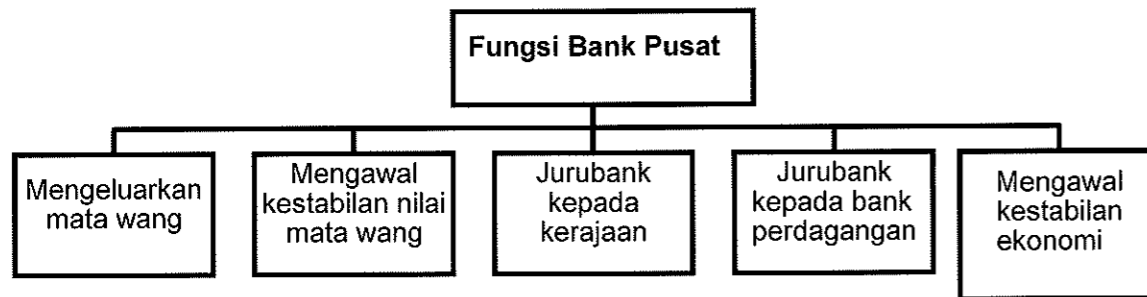 Fungsi Bank Pusat
Mengeluarkan
mata wang
Mengawal
kestabilan nilai
mata wang
Jurubank
kepada
kerajaan
Jurubank
kepada bank
perdagangan
Mengawal
kestabilan
ekonomi